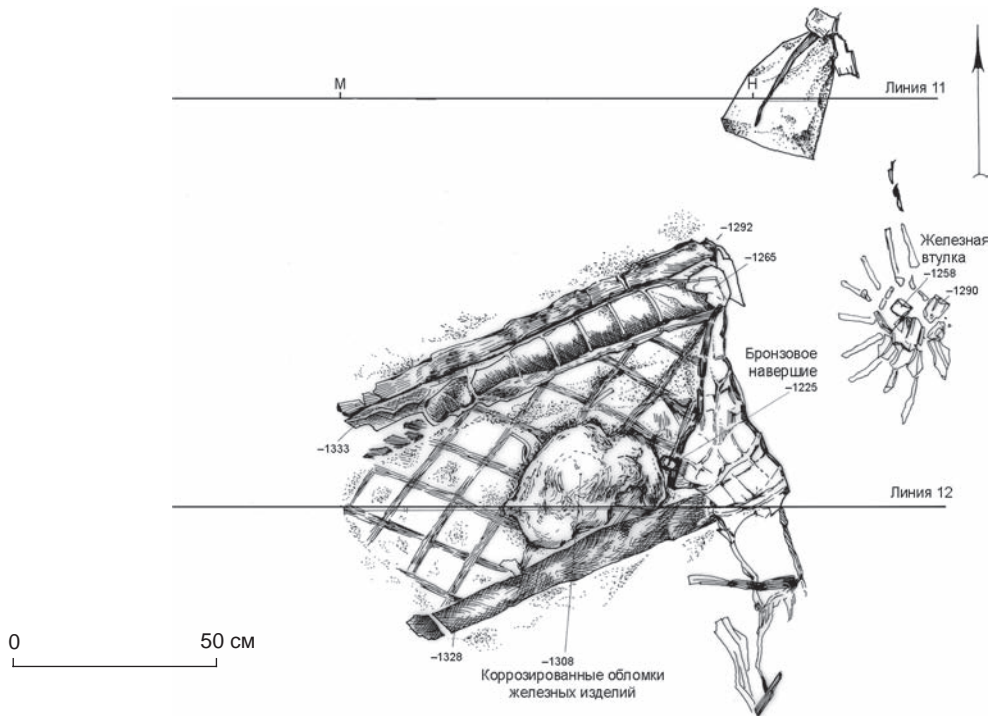 М
Н
Линия 11
–1292
–1265
Железная
втулка
–1258
–1290
Бронзовое
навершие
–1225
–1333
Линия 12
0
50 см
–1328
–1308
Коррозированные обломки
железных изделий